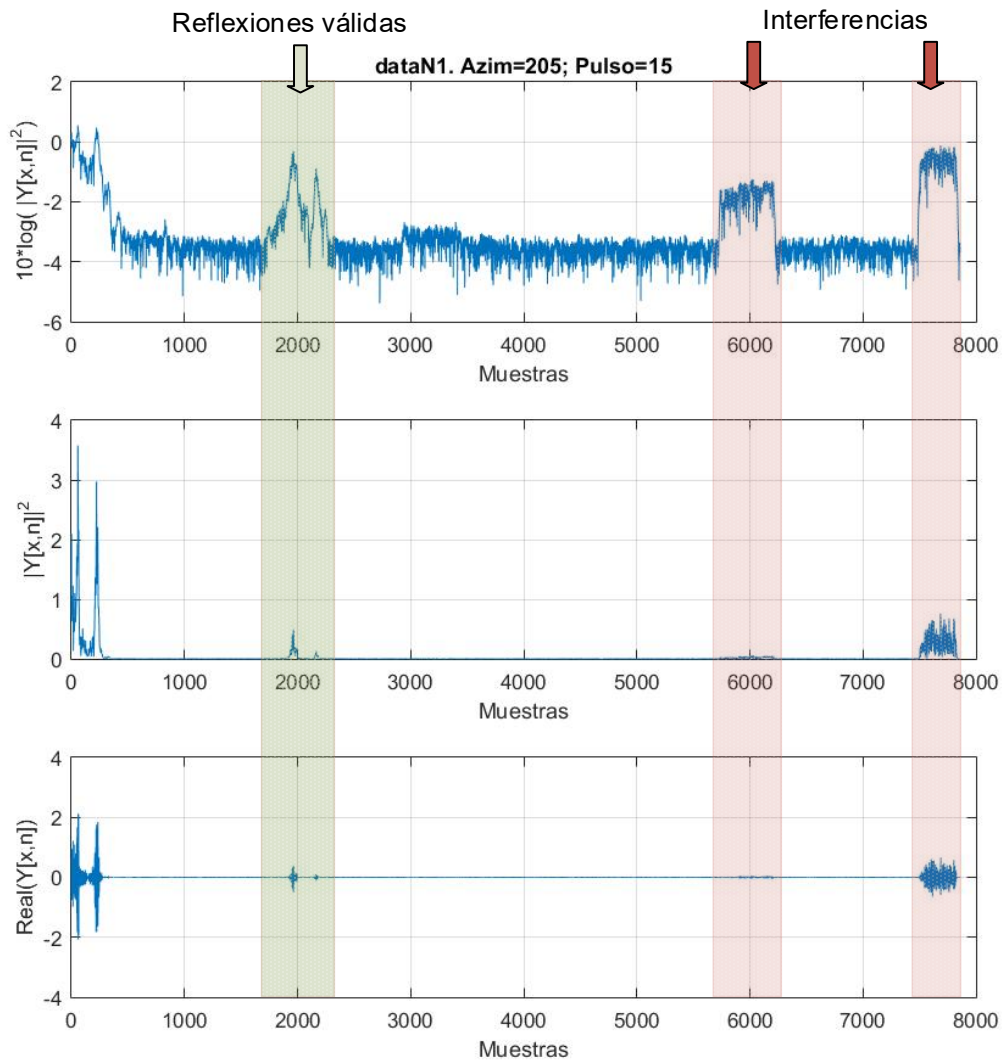 Reflexiones válidas
Interferencias
dataN1. Azim=205; Pulso=15
10*log( |Y[x,n]|²)
2
0
-2
-4
-6
0 1000 2000 3000 4000 5000 6000 7000 8000
Muestras
|Y[x,n]|²
4
3
2
1
0
0 1000 2000 3000 4000 5000 6000 7000 8000
Muestras
Real(Y[x,n])
4
2
0
-2
-4
0 1000 2000 3000 4000 5000 6000 7000 8000
Muestras